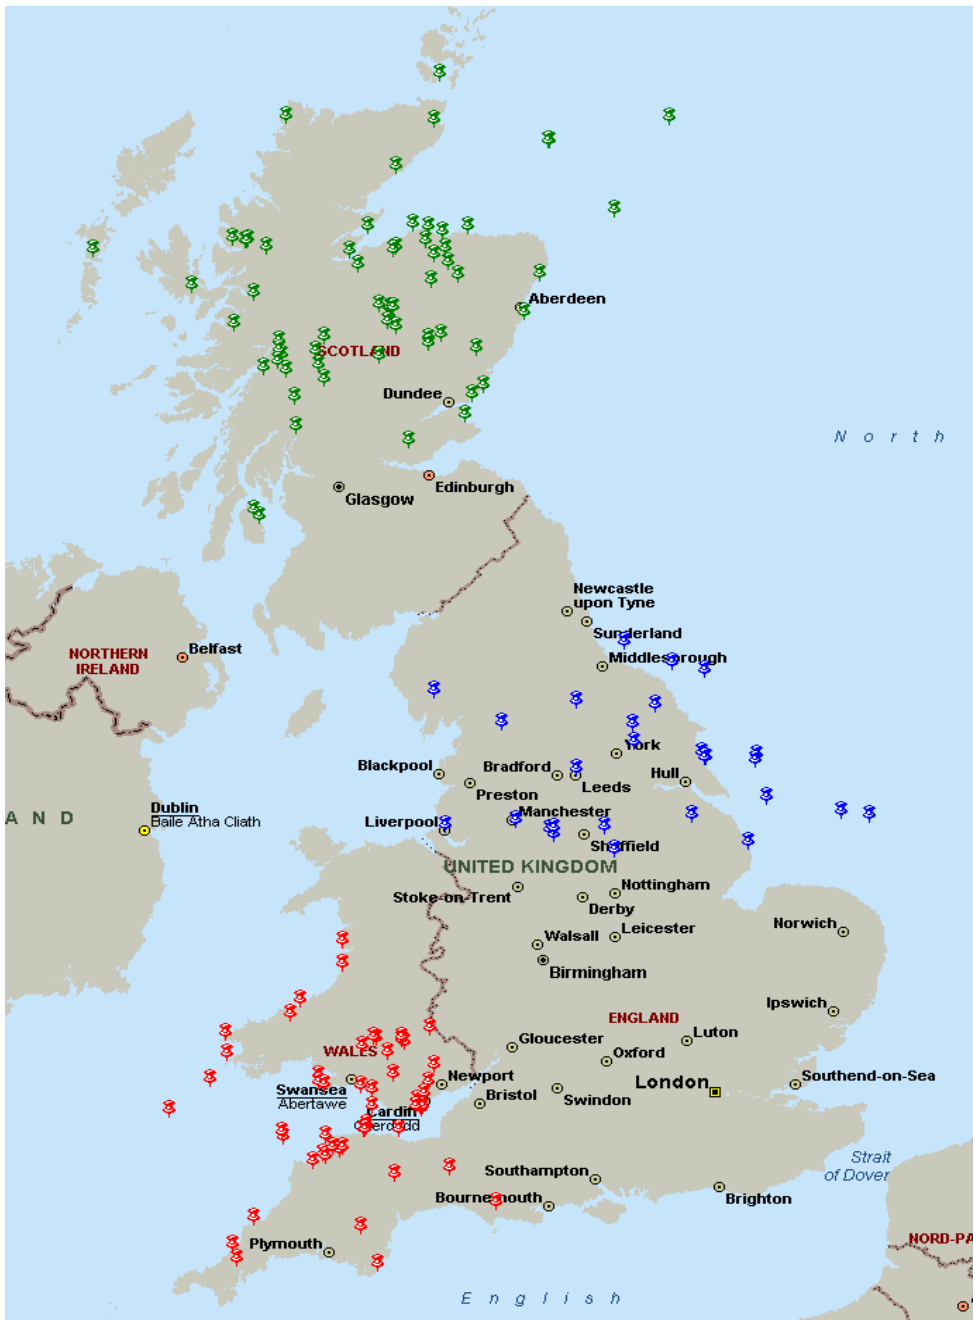 Aberdeen
SCOTLAND
Dundee
North
Edinburgh
Glasgow
Newcastle
upon Tyne
Sunderland
Belfast
NORTHERN
IRELAND
Middlesbrough
York
Blackpool
Bradford
Leeds
Hull
Preston
Dublin
Baile Atha Cliath
AND
Manchester
Liverpool
Sheffield
UNITED KINGDOM
Stoke-on-Trent
Nottingham
Derby
Leicester
Walsall
Norwich
Birmingham
Ipswich
ENGLAND
Luton
Gloucester
WALES
Oxford
London
Southend-on-Sea
Newport
Swansea
Abertawe
Bristol
Swindon
Cardiff
Strait
of Dover
Southampton
Bournemouth
Brighton
Plymouth
NORD-PA
English